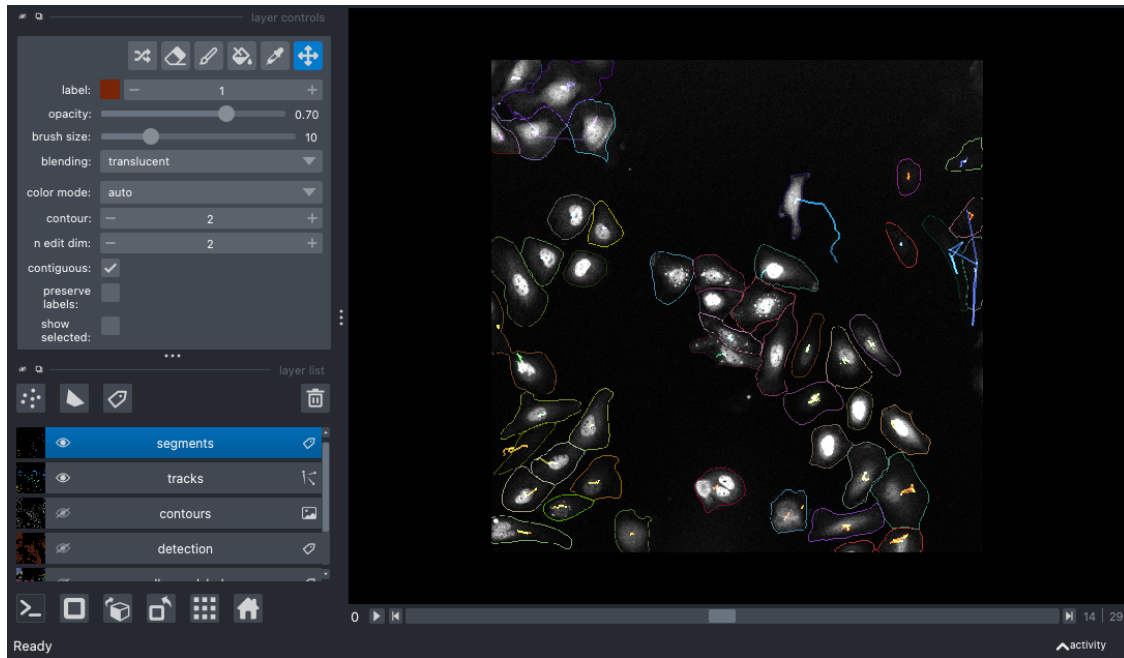 layer controls
label: 1
opacity: 0.70
brush size: 10
blending: translucent
color mode: auto
contour: 2
n edit dim: 2
contiguous:
preserve
labels:
show
selected:
layer list
segments
tracks
contours
detection
0 14 29
Ready activity